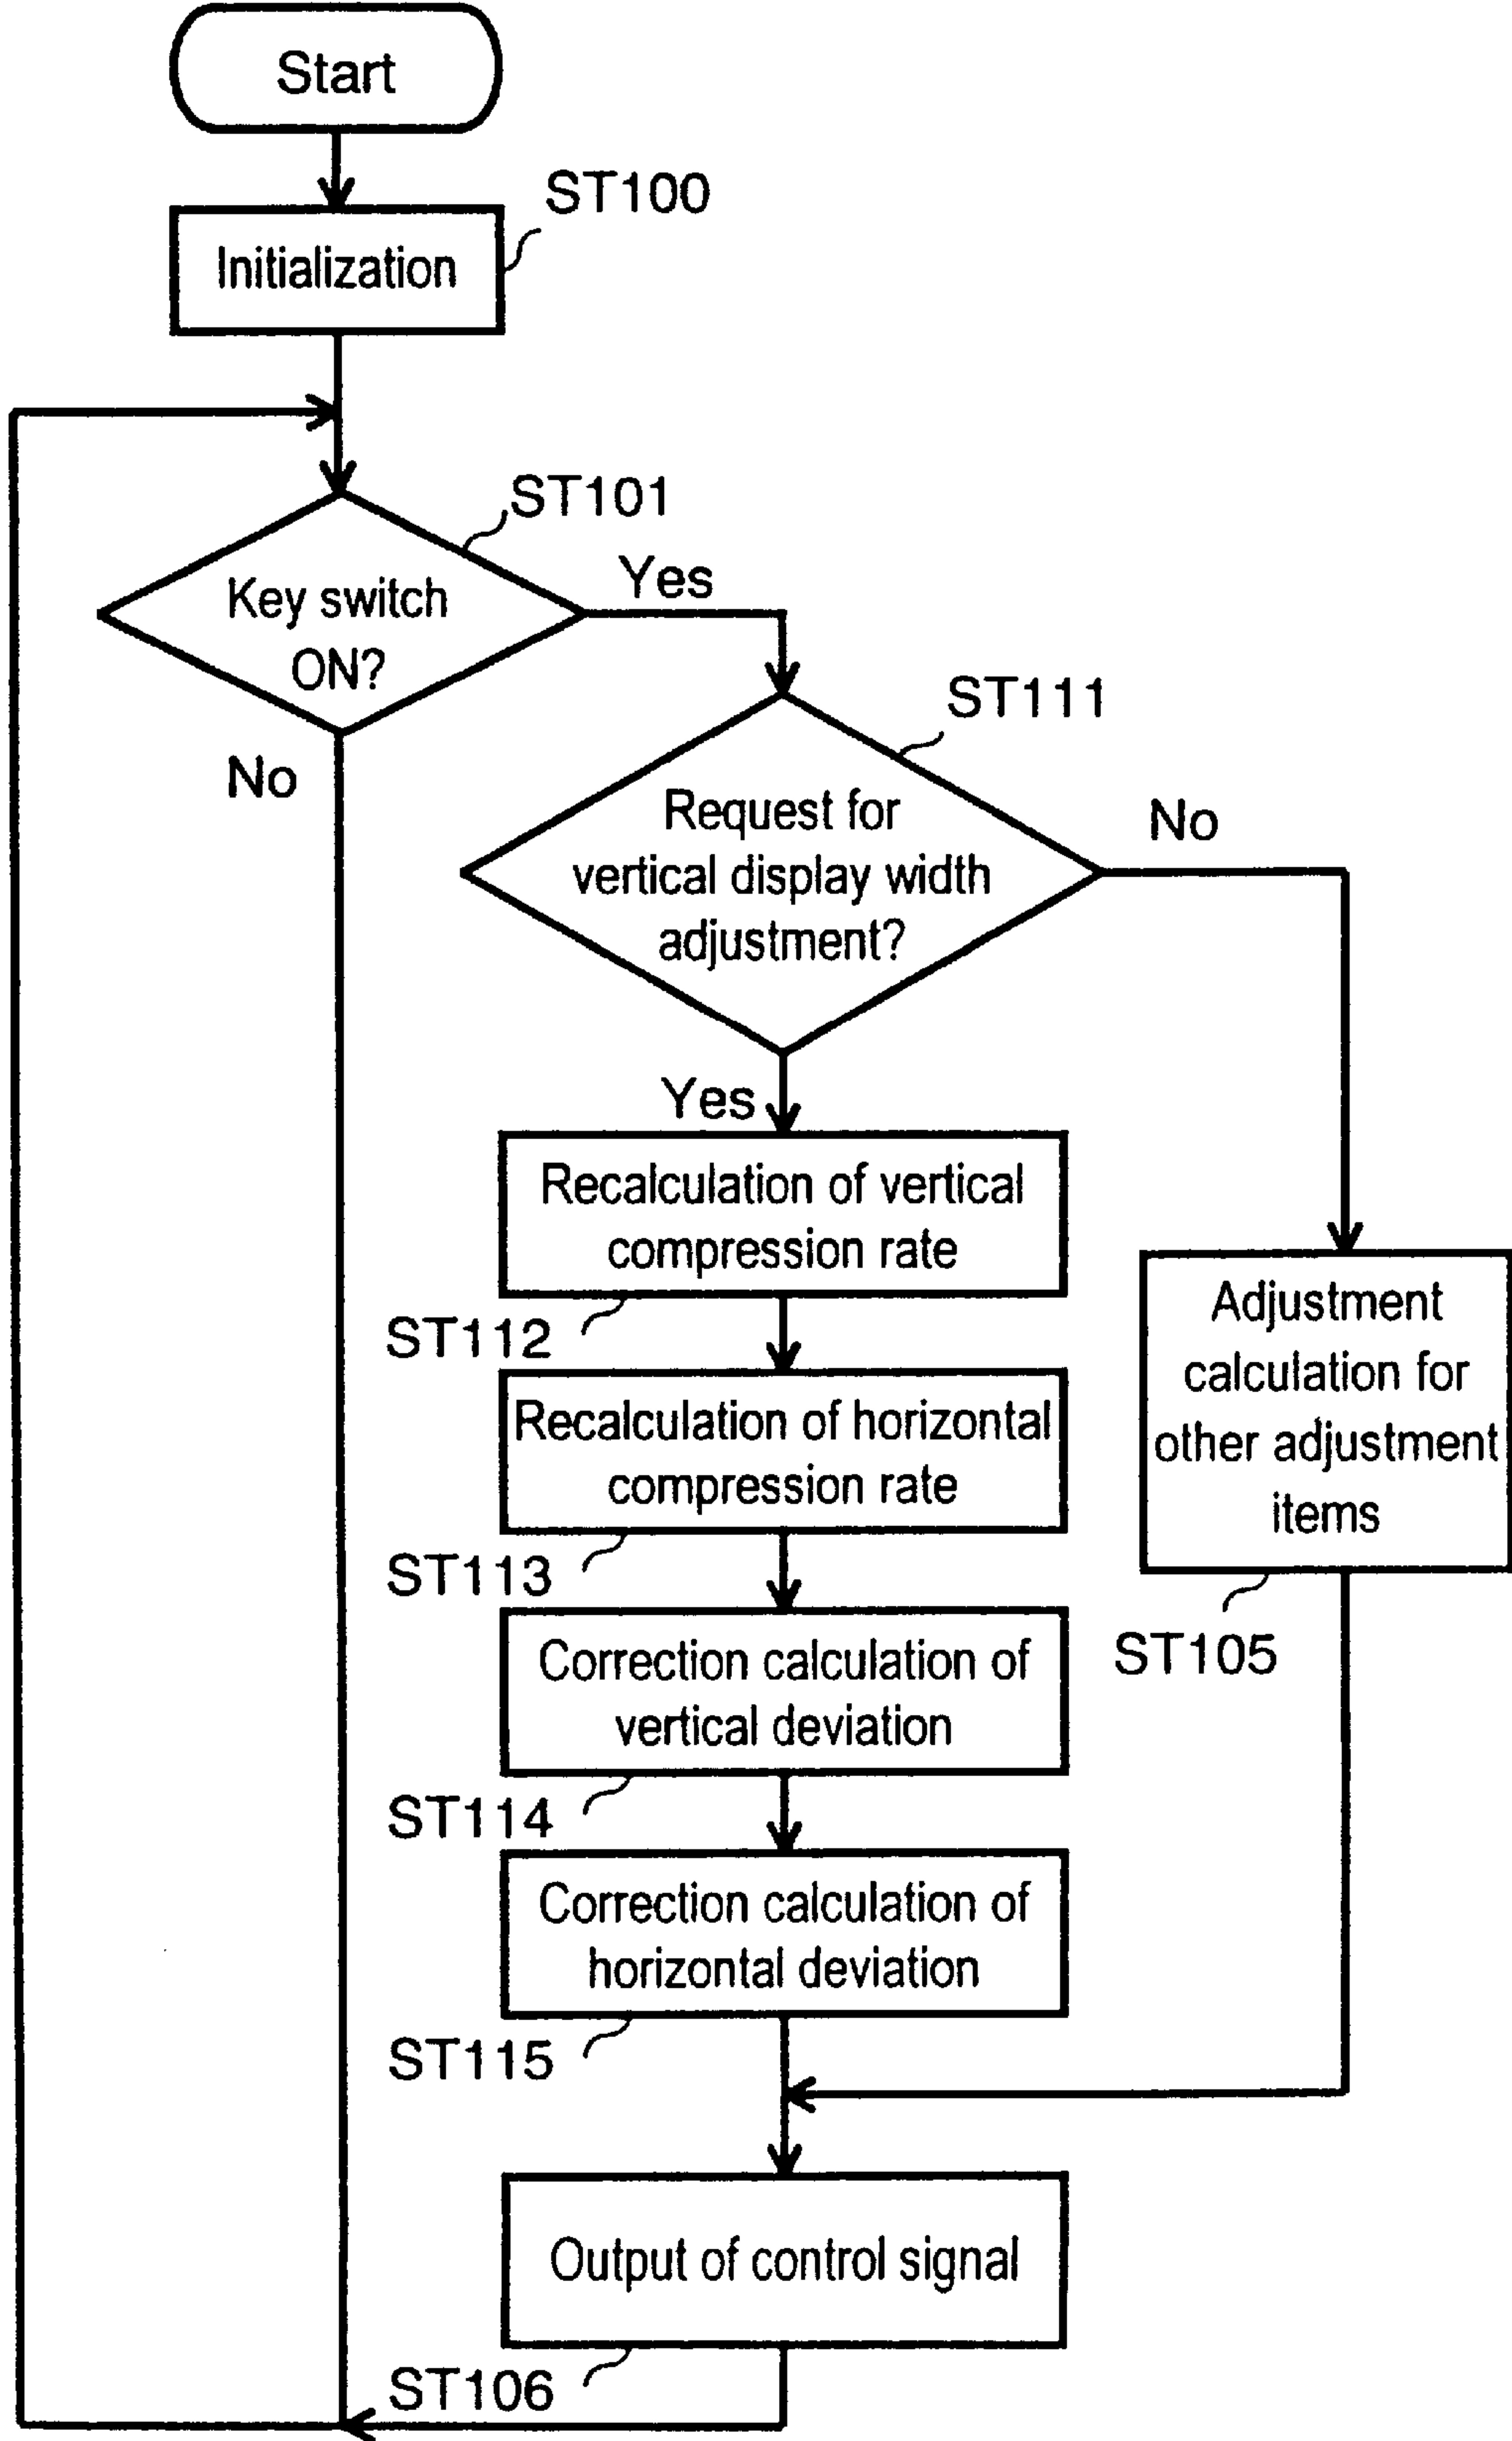 Start
ST100
Initialization
ST101
Key switch
ON?
Yes
No
ST111
Request for
vertical display width
adjustment?
No
Yes
Recalculation of vertical
compression rate
ST112
Recalculation of horizontal
compression rate
ST113
Adjustment
calculation for
other adjustment
items
ST105
Correction calculation of
vertical deviation
ST114
Correction calculation of
horizontal deviation
ST115
Output of control signal
ST106